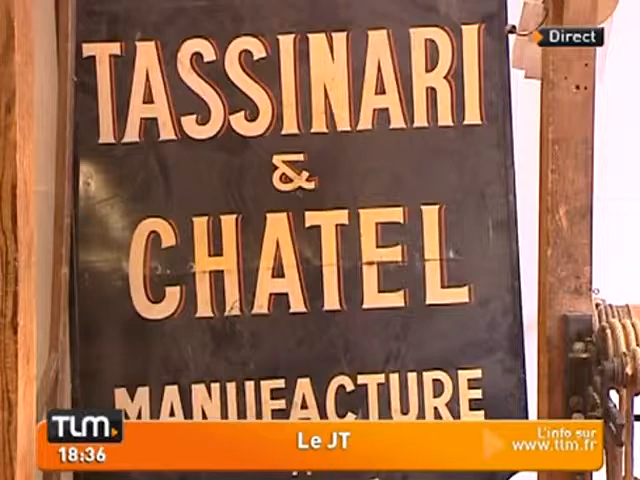 Direct
TASSINARI
&
CHATEL
MANUFACTURE
TLM
Le JT
L'info sur
www.tlm.fr
18:36